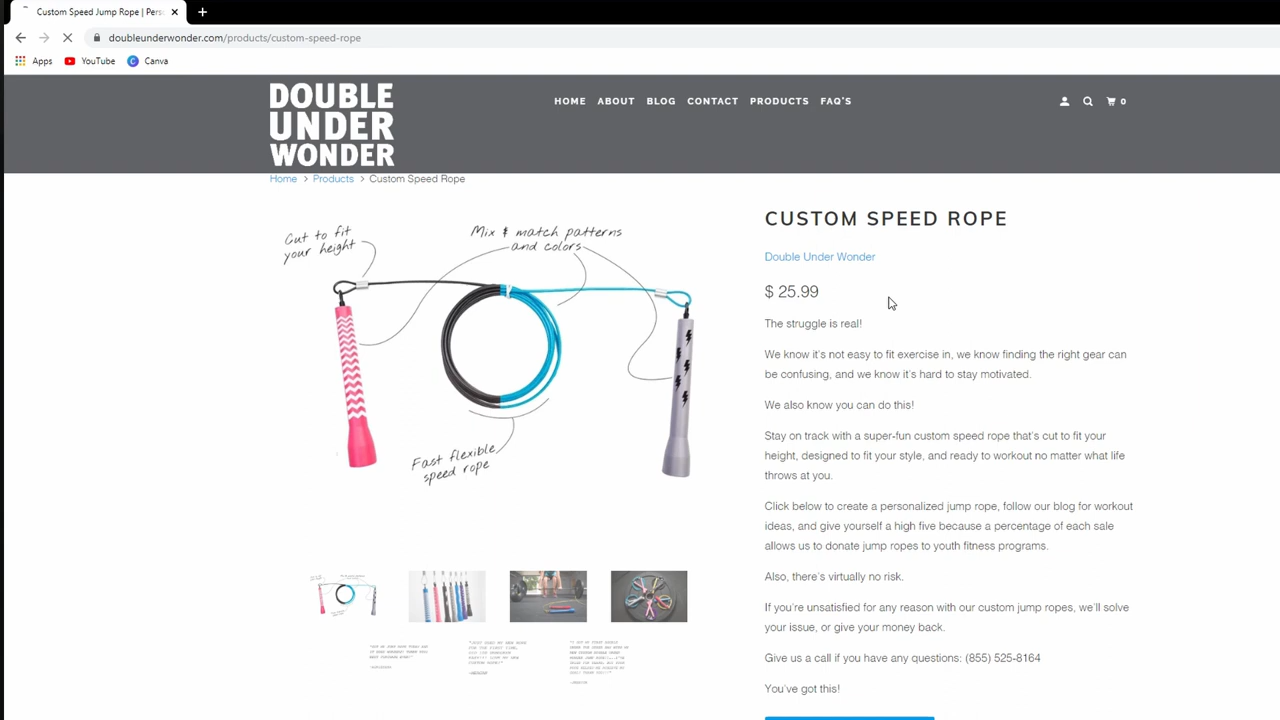 Custom Speed Jump Rope | Pers
doubleunderwonder.com/products/custom-speed-rope
Apps YouTube Canva
DOUBLE
UNDER
WONDER
HOME ABOUT BLOG CONTACT PRODUCTS FAQ'S
0
Home > Products > Custom Speed Rope
Cut to fit
your height
Mix & match patterns
and colors
Fast flexible
speed rope
CUSTOM SPEED ROPE
Double Under Wonder
$ 25.99
The struggle is real!
We know it's not easy to fit exercise in, we know finding the right gear can
be confusing, and we know it's hard to stay motivated.
We also know you can do this!
Stay on track with a super-fun custom speed rope that's cut to fit your
height, designed to fit your style, and ready to workout no matter what life
throws at you.
Click below to create a personalized jump rope, follow our blog for workout
ideas, and give yourself a high five because a percentage of each sale
allows us to donate jump ropes to youth fitness programs.
Also, there's virtually no risk.
If you're unsatisfied for any reason with our custom jump ropes, we'll solve
your issue, or give your money back.
Give us a call if you have any questions: (855) 525-6164
You've got this!